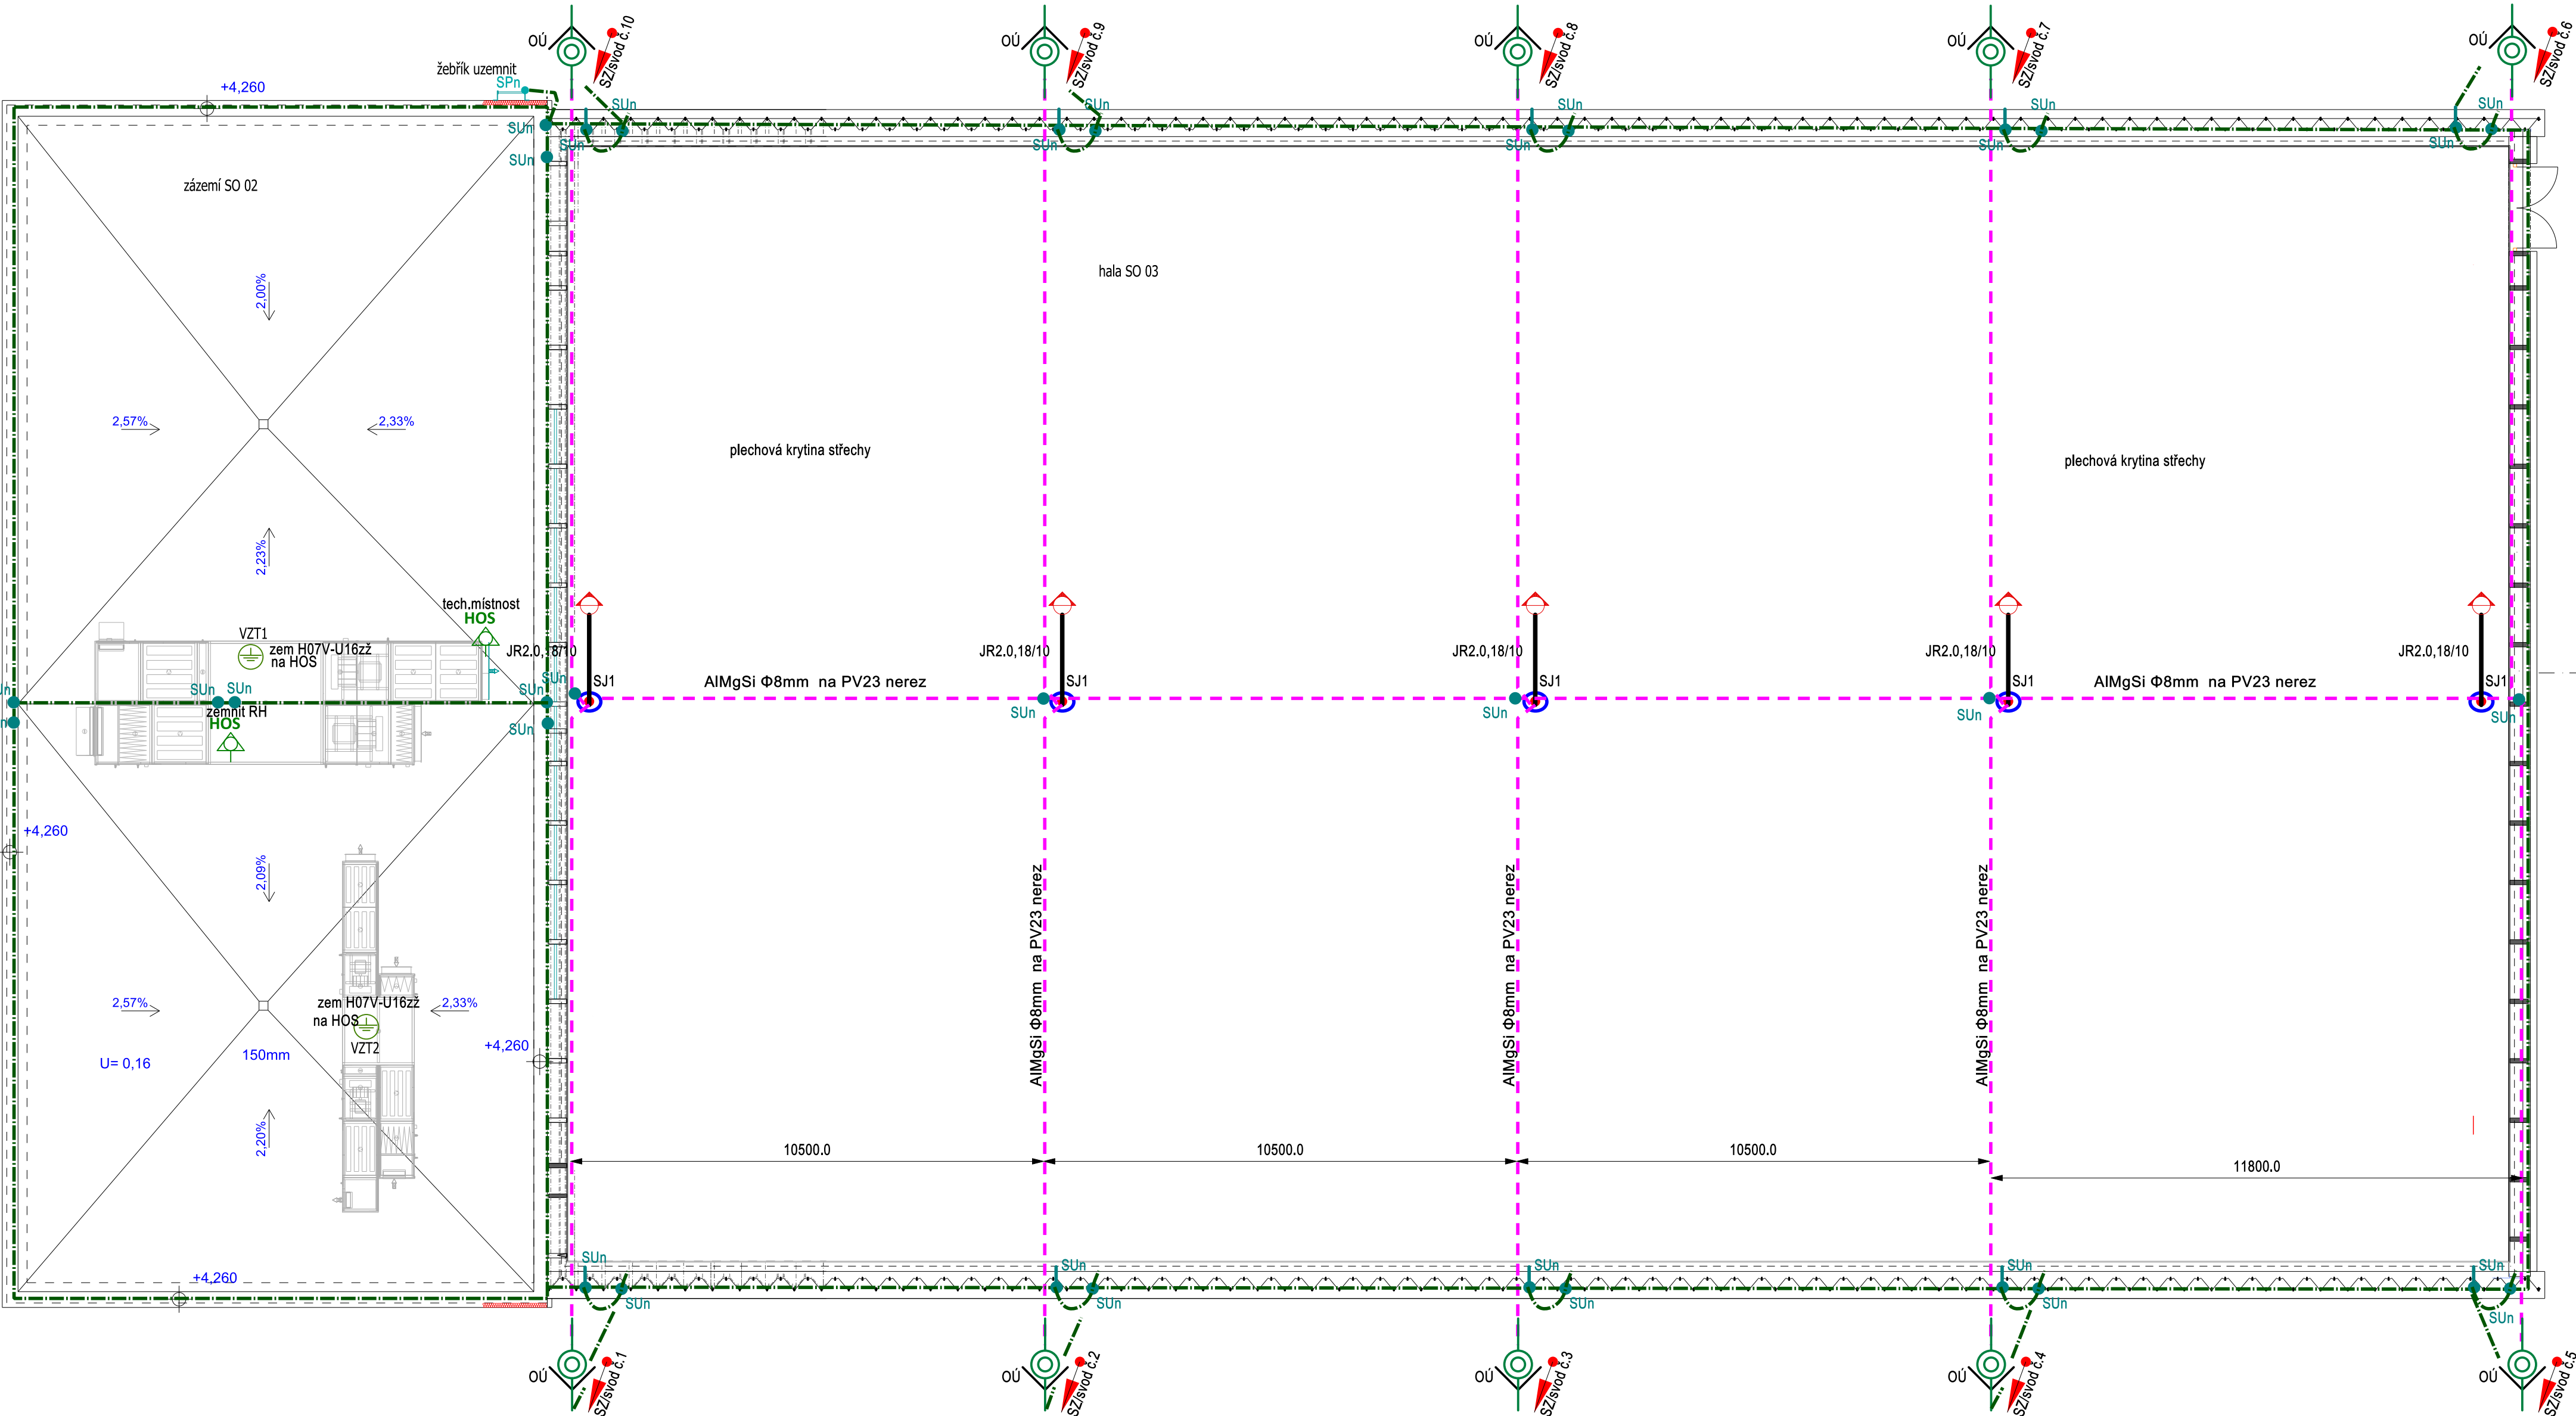 OÚ
SZ/svod č.10
OÚ
SZ/svod č.9
OÚ
SZ/svod č.8
OÚ
SZ/svod č.7
OÚ
SZ/svod č.6
žebřík uzemnit
SPn
+4,260
SUn
SUn
SUn
SUn
SUn
SUn
SUn
SUn
SUn
SUn
SUn
SUn
zázemí SO 02
hala SO 03
2,00%
2,57%
2,33%
plechová krytina střechy
plechová krytina střechy
2,23%
tech.místnost
HOS
VZT1
zem H07V-U16zž
na HOS
JR2.0,18/10
JR2.0,18/10
JR2.0,18/10
JR2.0,18/10
JR2.0,18/10
SUn
SUn
SUn
SUn
SJ1
SJ1
SJ1
SJ1
SJ1
AlMgSi Φ8mm na PV23 nerez
AlMgSi Φ8mm na PV23 nerez
zemnit RH
HOS
SUn
SUn
SUn
SUn
SUn
+4,260
2,09%
AlMgSi Φ8mm na PV23 nerez
AlMgSi Φ8mm na PV23 nerez
AlMgSi Φ8mm na PV23 nerez
2,57%
zem H07V-U16zž
2,33%
na HOS
VZT2
+4,260
U= 0,16
150mm
2,20%
10500.0
10500.0
10500.0
11800.0
+4,260
SUn
SUn
SUn
SUn
SUn
SUn
SUn
SUn
SUn
SUn
OÚ
SZ/svod č.1
OÚ
SZ/svod č.2
OÚ
SZ/svod č.3
OÚ
SZ/svod č.4
OÚ
SZ/svod č.5